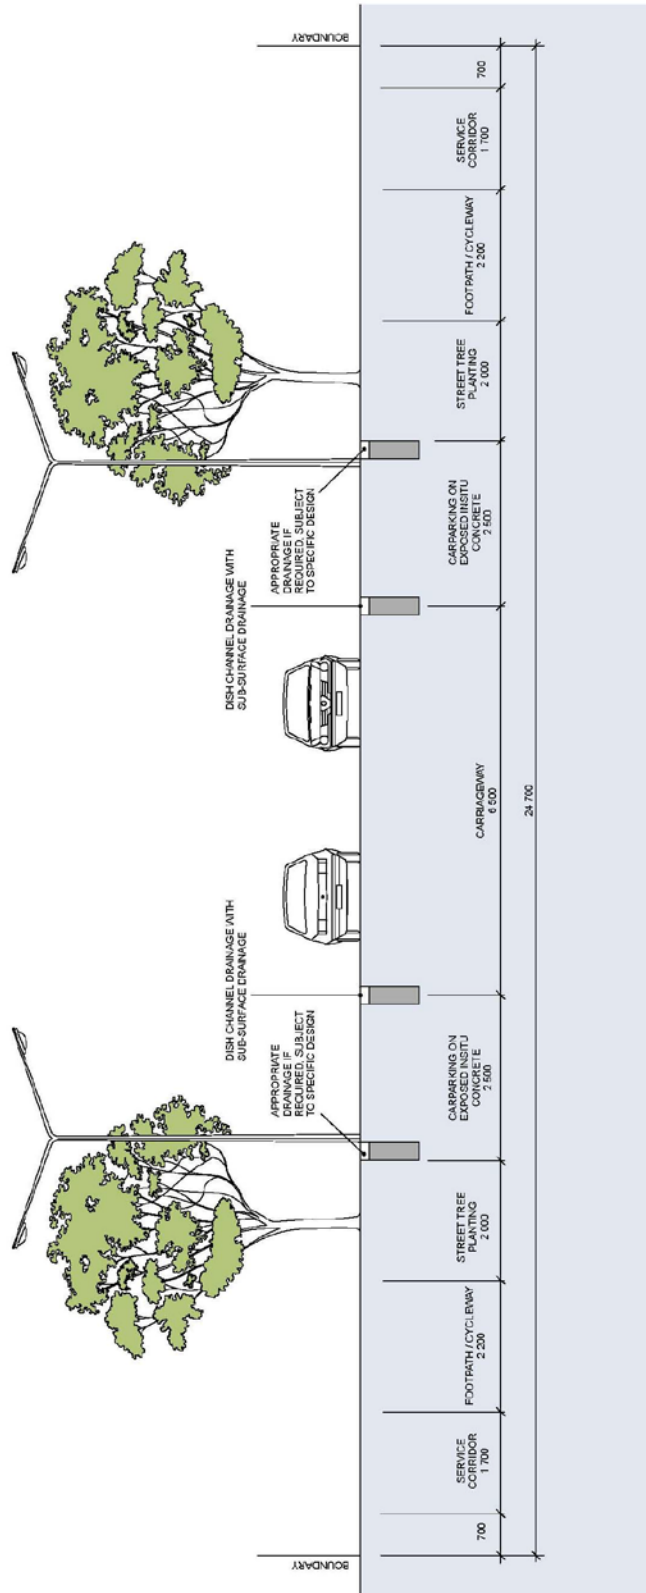 BOUNDARY
BOUNDARY
DISH CHANNEL DRAINAGE WITH
SUB-SURFACE DRAINAGE
DISH CHANNEL DRAINAGE WITH
SUB-SURFACE DRAINAGE
APPROPRIATE
DRAINAGE IF
REQUIRED, SUBJECT
TO SPECIFIC DESIGN
APPROPRIATE
DRAINAGE IF
REQUIRED, SUBJECT
TO SPECIFIC DESIGN
700
SERVICE
CORRIDOR
1 700
FOOTPATH / CYCLEWAY
2 200
STREET TREE
PLANTING
2 000
CARPARKING ON
EXPOSED INSITU
CONCRETE
2 500
CARRIAGEWAY
6 500
CARPARKING ON
EXPOSED INSITU
CONCRETE
2 500
STREET TREE
PLANTING
2 000
FOOTPATH / CYCLEWAY
2 200
SERVICE
CORRIDOR
1 700
700
24 700